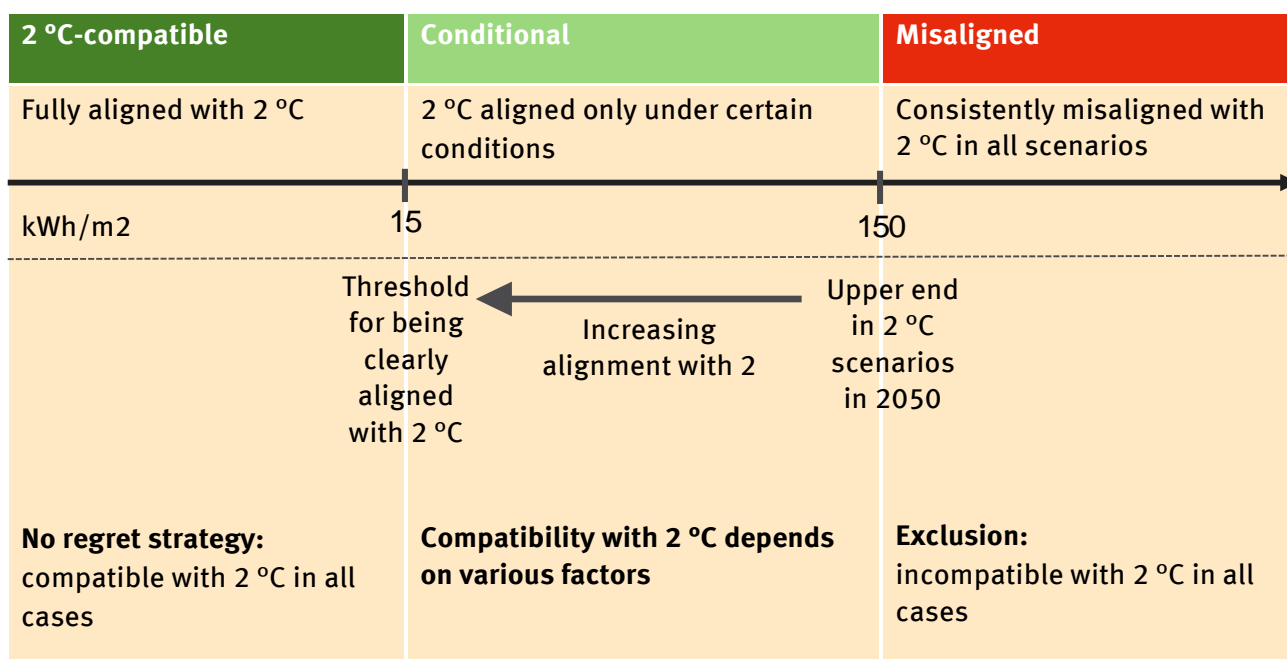 2 °C-compatible
Conditional
Misaligned
Fully aligned with 2 °C
2 °C aligned only under certain
conditions
Consistently misaligned with
2 °C in all scenarios
kWh/m2
15
150
Threshold
for being
clearly
aligned
with 2 °C
Increasing
alignment with 2
Upper end
in 2 °C
scenarios
in 2050
No regret strategy:
compatible with 2 °C in all
cases
Compatibility with 2 °C depends
on various factors
Exclusion:
incompatible with 2 °C in all
cases